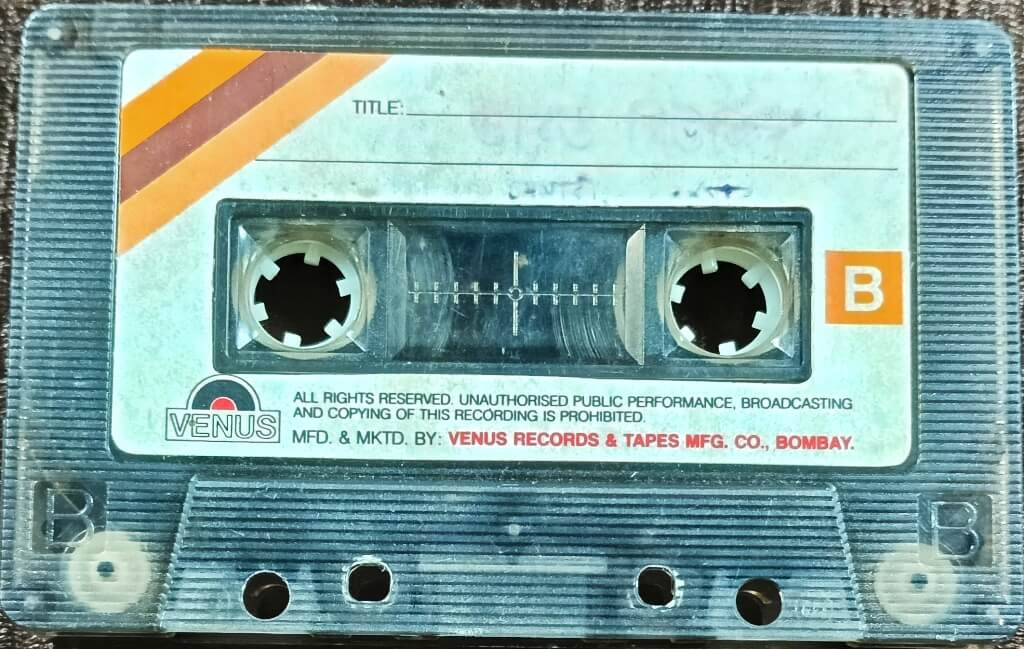 TITLE:
B
VENUS
ALL RIGHTS RESERVED. UNAUTHORISED PUBLIC PERFORMANCE, BROADCASTING
AND COPYING OF THIS RECORDING IS PROHIBITED.
MFD. & MKTD. BY: VENUS RECORDS & TAPES MFG. CO., BOMBAY.
B
B